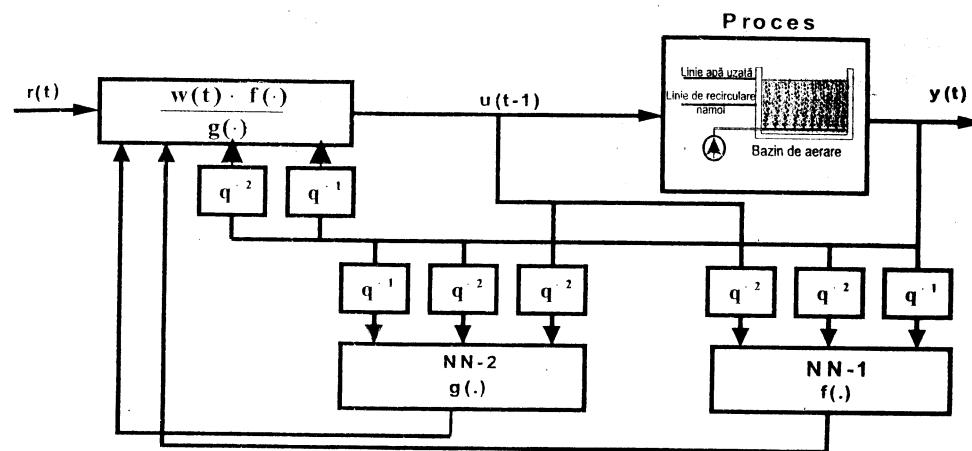 Proces
r(t)
w(t) · f(·)
g(·)
u(t-1)
Linie apă uzată
Linie de recirculare
namol
Bazin de aerare
y(t)
q⁻²
q⁻¹
q⁻¹
q⁻²
q⁻²
q⁻²
q⁻²
q⁻¹
NN-2
g(.)
NN-1
f(.)